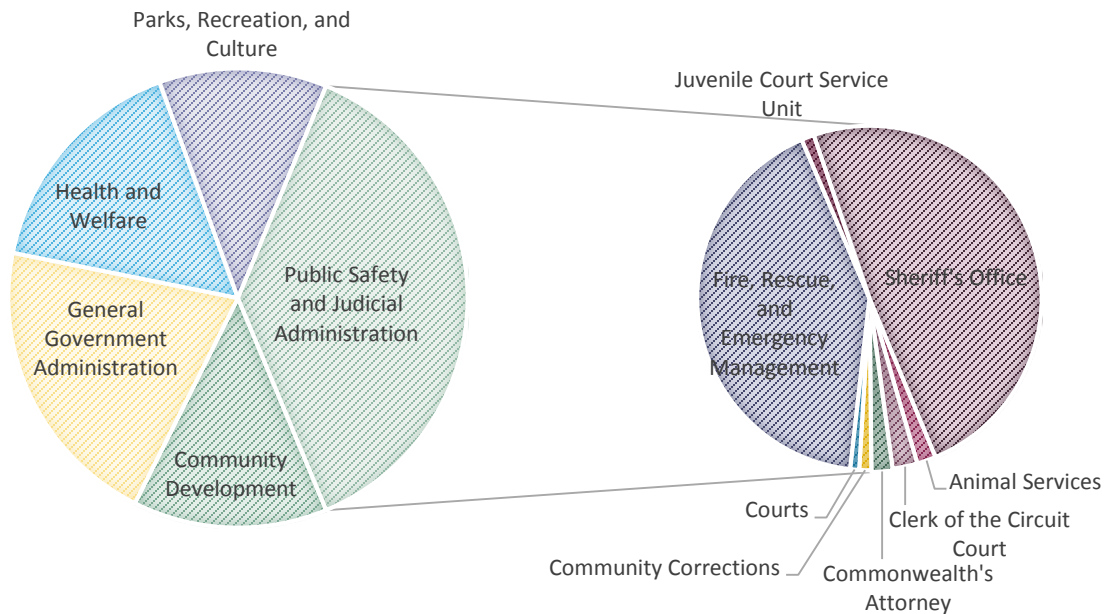 Parks, Recreation, and
Culture
Health and
Welfare
General
Government
Administration
Public Safety
and Judicial
Administration
Community
Development
Juvenile Court Service
Unit
Fire, Rescue,
and
Emergency
Management
Sheriff's Office
Animal Services
Courts
Clerk of the Circuit
Court
Community Corrections
Commonwealth's
Attorney